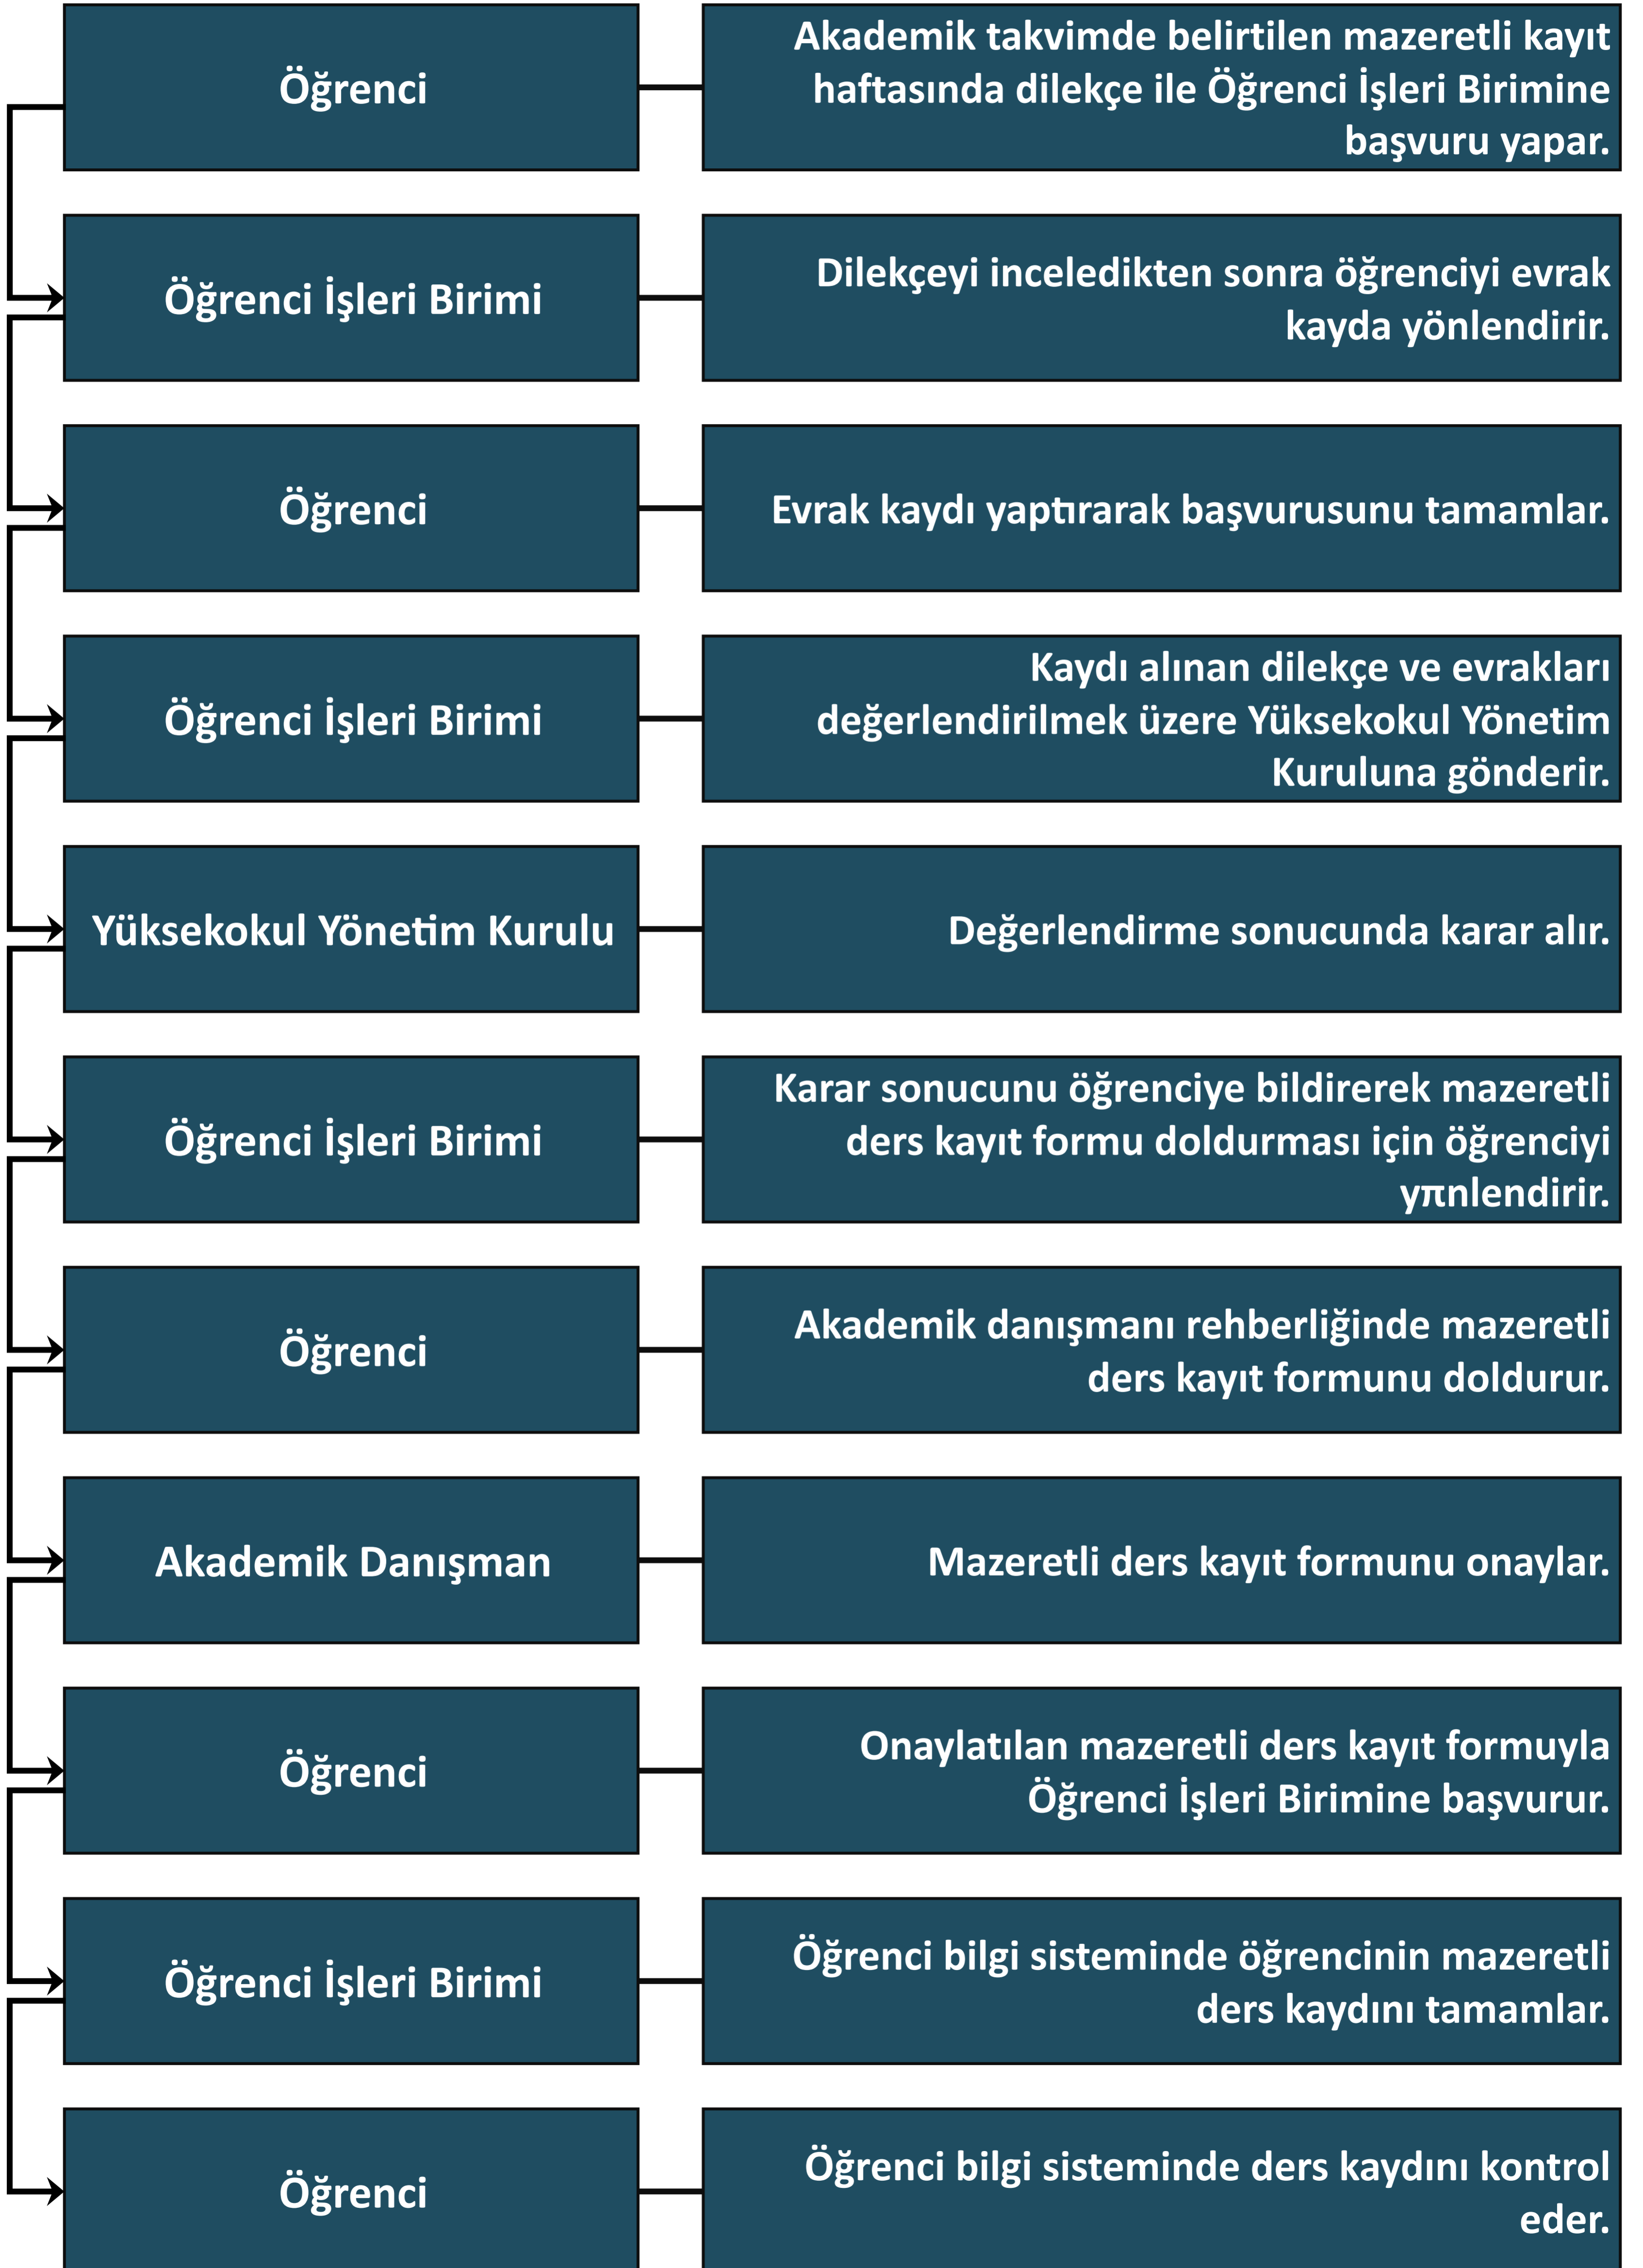 Öğrenci
Akademik takvimde belirtilen mazeretli kayıt
haftasında dilekçe ile Öğrenci İşleri Birimine
başvuru yapar.
Öğrenci İşleri Birimi
Dilekçeyi inceledikten sonra öğrenciyi evrak
kayda yönlendirir.
Öğrenci
Evrak kaydı yaptırarak başvurusunu tamamlar.
Öğrenci İşleri Birimi
Kaydı alınan dilekçe ve evrakları
değerlendirilmek üzere Yüksekokul Yönetim
Kuruluna gönderir.
Yüksekokul Yönetim Kurulu
Değerlendirme sonucunda karar alır.
Öğrenci İşleri Birimi
Karar sonucunu öğrenciye bildirerek mazeretli
ders kayıt formu doldurması için öğrenciyi
yπnlendirir.
Öğrenci
Akademik danışmanı rehberliğinde mazeretli
ders kayıt formunu doldurur.
Akademik Danışman
Mazeretli ders kayıt formunu onaylar.
Öğrenci
Onaylatılan mazeretli ders kayıt formuyla
Öğrenci İşleri Birimine başvurur.
Öğrenci İşleri Birimi
Öğrenci bilgi sisteminde öğrencinin mazeretli
ders kaydını tamamlar.
Öğrenci
Öğrenci bilgi sisteminde ders kaydını kontrol
eder.